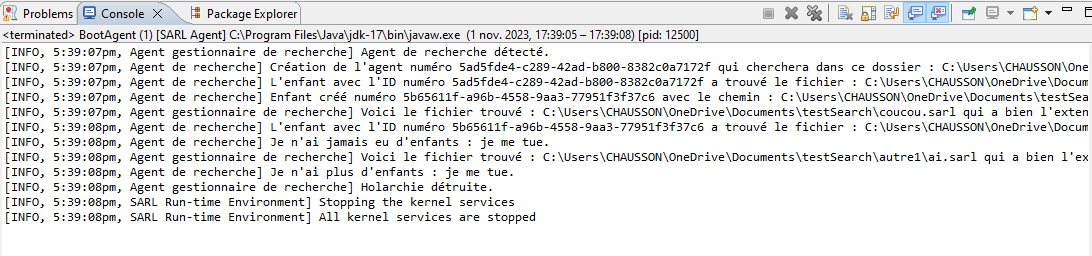 Problems Console Package Explorer
<terminated> BootAgent (1) [SARL Agent] C:\Program Files\Java\jdk-17\bin\javaw.exe (1 nov. 2023, 17:39:05 – 17:39:08) [pid: 12500]
[INFO, 5:39:07pm, Agent gestionnaire de recherche] Agent de recherche détecté.
[INFO, 5:39:07pm, Agent de recherche] Création de l'agent numéro 5ad5fde4-c289-42ad-b800-8382c0a7172f qui cherchera dans ce dossier : C:\Users\CHAUSSON\One
[INFO, 5:39:07pm, Agent de recherche] L'enfant avec l'ID numéro 5ad5fde4-c289-42ad-b800-8382c0a7172f a trouvé le fichier : C:\Users\CHAUSSON\OneDrive\Docum
[INFO, 5:39:07pm, Agent de recherche] Enfant créé numéro 5b65611f-a96b-4558-9aa3-77951f3f37c6 avec le chemin : C:\Users\CHAUSSON\OneDrive\Documents\testSea
[INFO, 5:39:07pm, Agent gestionnaire de recherche] Voici le fichier trouvé : C:\Users\CHAUSSON\OneDrive\Documents\testSearch\coucou.sarl qui a bien l'exten
[INFO, 5:39:08pm, Agent de recherche] L'enfant avec l'ID numéro 5b65611f-a96b-4558-9aa3-77951f3f37c6 a trouvé le fichier : C:\Users\CHAUSSON\OneDrive\Docum
[INFO, 5:39:08pm, Agent de recherche] Je n'ai jamais eu d'enfants : je me tue.
[INFO, 5:39:08pm, Agent gestionnaire de recherche] Voici le fichier trouvé : C:\Users\CHAUSSON\OneDrive\Documents\testSearch\autre1\ai.sarl qui a bien l'ex
[INFO, 5:39:08pm, Agent de recherche] Je n'ai plus d'enfants : je me tue.
[INFO, 5:39:08pm, Agent gestionnaire de recherche] Holarchie détruite.
[INFO, 5:39:08pm, SARL Run-time Environment] Stopping the kernel services
[INFO, 5:39:08pm, SARL Run-time Environment] All kernel services are stopped